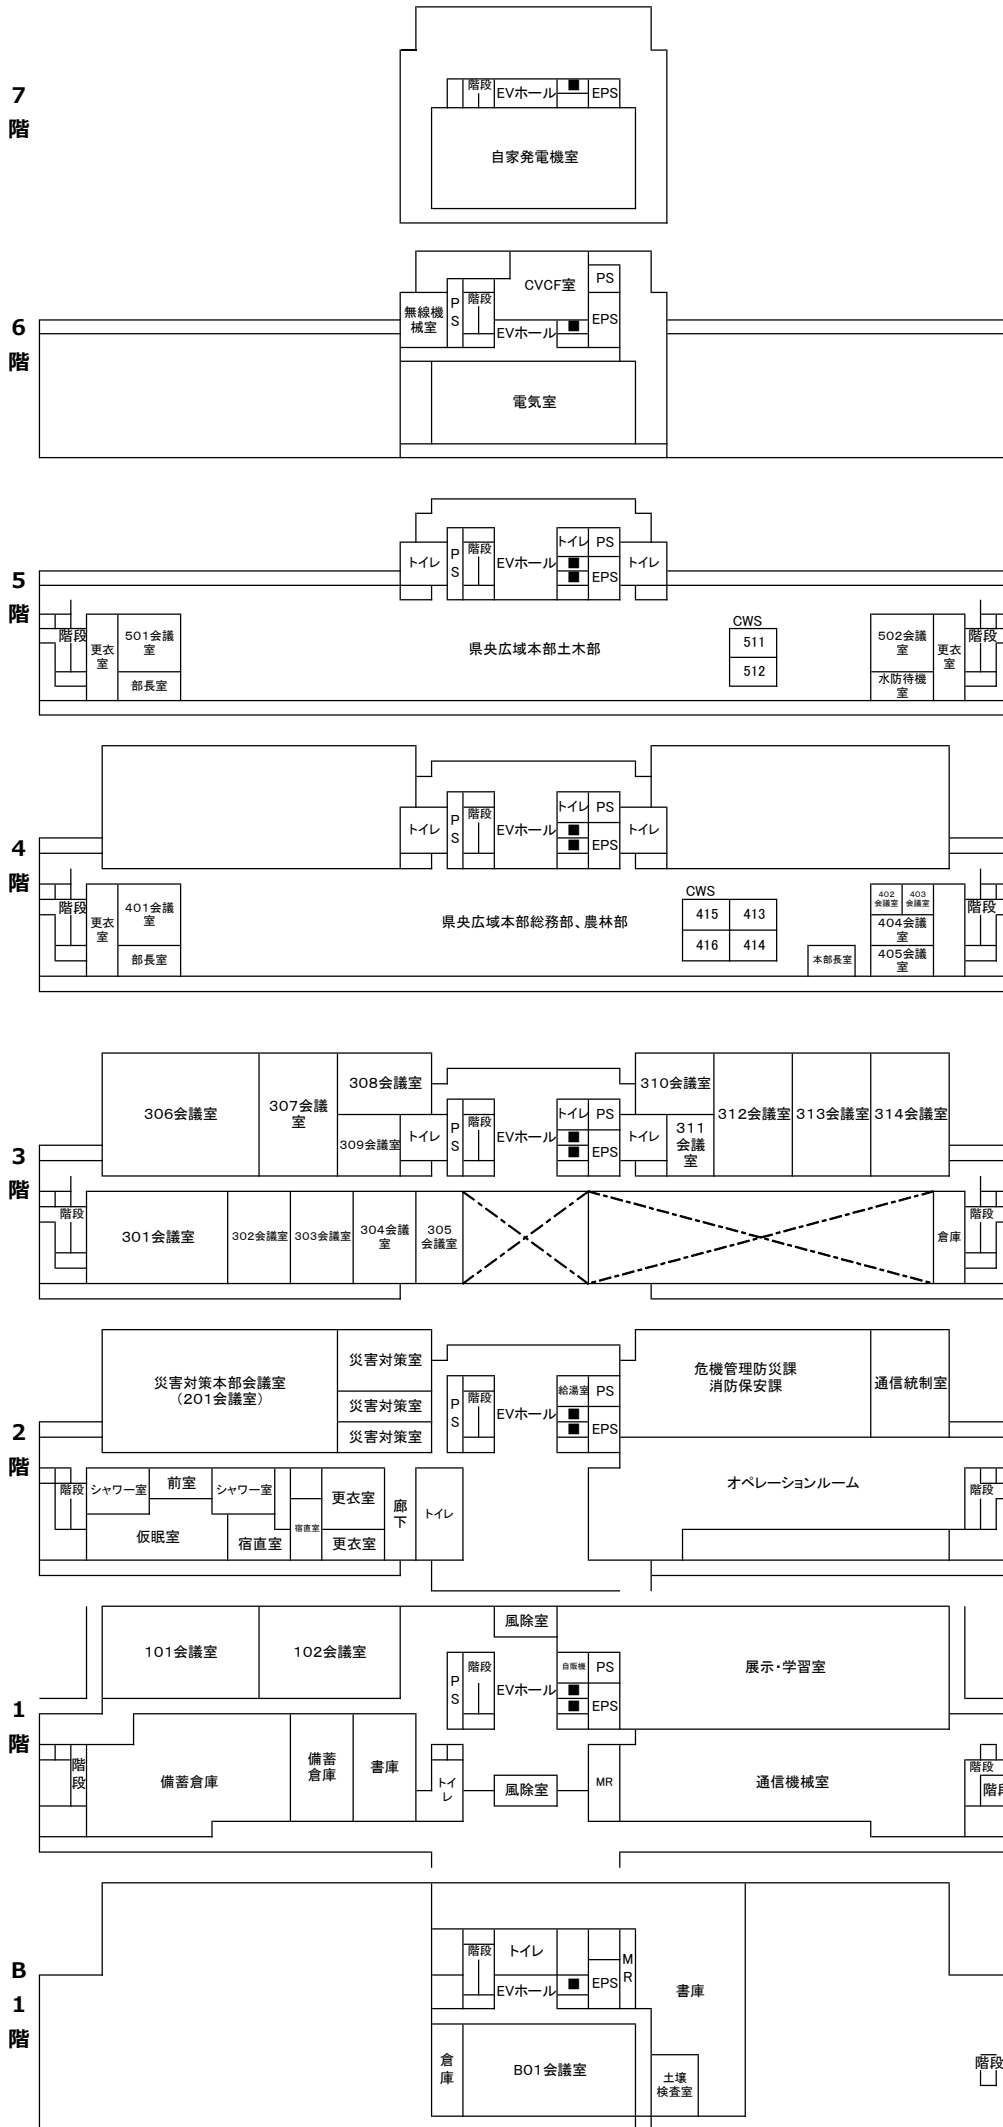 7
階
階段
EVホール
■
EPS
自家発電機室
6
階
CVCF室
PS
無線機
械室
P
S
階段
EVホール
■
EPS
電気室
5
階
トイレ
P
S
階段
EVホール
トイレ
PS
■
■
EPS
トイレ
階段
更衣
室
501会議
室
部長室
県央広域本部土木部
CWS
511
512
502会議
室
水防待機
室
更衣
室
階段
4
階
トイレ
P
S
階段
EVホール
トイレ
PS
■
■
EPS
トイレ
階段
更衣
室
401会議
室
部長室
県央広域本部総務部、農林部
CWS
415
413
416
414
本部長室
402
会議室
403
会議室
404会議
室
405会議
室
階段
3
階
306会議室
307会議
室
308会議室
309会議室
トイレ
P
S
階段
EVホール
トイレ
PS
■
■
EPS
トイレ
310会議室
311
会議
室
312会議室
313会議室
314会議室
階段
301会議室
302会議室
303会議室
304会議
室
305
会議室
倉庫
階段
2
階
災害対策本部会議室
（201会議室）
災害対策室
災害対策室
災害対策室
P
S
階段
EVホール
給湯室
PS
■
■
EPS
危機管理防災課
消防保安課
通信統制室
階段
シャワー室
前室
シャワー室
仮眠室
宿直室
宿直室
更衣室
更衣室
廊
下
トイレ
オペレーションルーム
階段
1
階
101会議室
102会議室
風除室
P
S
階段
EVホール
自販機
PS
■
■
EPS
展示・学習室
階
段
備蓄倉庫
備蓄
倉庫
書庫
トイ
レ
風除室
MR
通信機械室
階段
階段
B
1
階
階段
トイレ
EVホール
■
EPS
M
R
書庫
倉
庫
B01会議室
土壌
検査室
階段